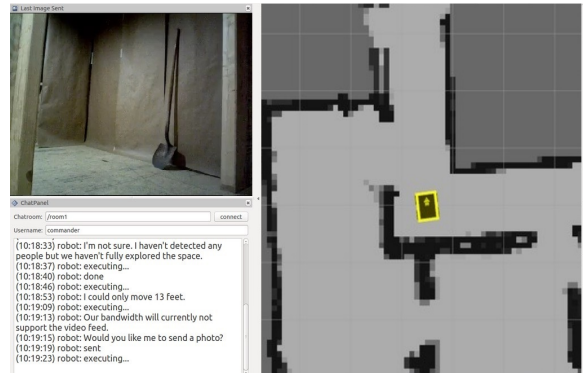 Last Image Sent
ChatPanel
Chatroom: /room1 connect
Username: commander
(10:18:33) robot: I'm not sure. I haven't detected any
people but we haven't fully explored the space.
(10:18:37) robot: executing...
(10:18:40) robot: done
(10:18:46) robot: executing...
(10:18:53) robot: I could only move 13 feet.
(10:19:09) robot: executing...
(10:19:13) robot: Our bandwidth will currently not
support the video feed.
(10:19:15) robot: Would you like me to send a photo?
(10:19:19) robot: sent
(10:19:23) robot: executing...